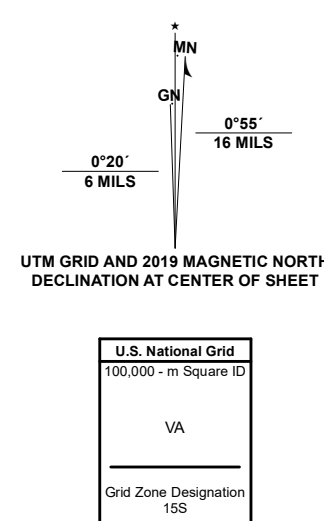 ★
MN
GN
0°55´
16 MILS
0°20´
6 MILS
UTM GRID AND 2019 MAGNETIC NORTH
DECLINATION AT CENTER OF SHEET
U.S. National Grid
100,000 - m Square ID
VA
Grid Zone Designation
15S